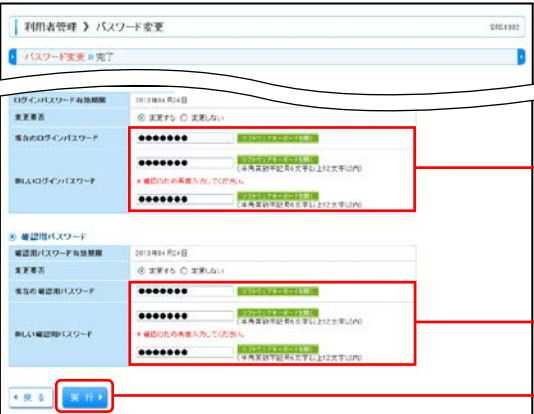 利用者管理 》 パスワード変更
BRSK002
パスワード変更 ≫ 完了
ログインパスワード有効期限 2013年04月24日
変更要否 変更する 変更しない
現在のログインパスワード ●●●●●●● ソフトウェアキーボードを開く
●●●●●●● ソフトウェアキーボードを開く
(半角英数字記号6文字以上12文字以内)
新しいログインパスワード
※確認のため再度入力してください。
●●●●●●● ソフトウェアキーボードを開く
(半角英数字記号6文字以上12文字以内)
確認用パスワード
確認用パスワード有効期限 2013年04月24日
変更要否 変更する 変更しない
現在の確認用パスワード ●●●●●●● ソフトウェアキーボードを開く
●●●●●●● ソフトウェアキーボードを開く
(半角英数字記号6文字以上12文字以内)
新しい確認用パスワード
※確認のため再度入力してください。
●●●●●●● ソフトウェアキーボードを開く
(半角英数字記号6文字以上12文字以内)
戻る 実行